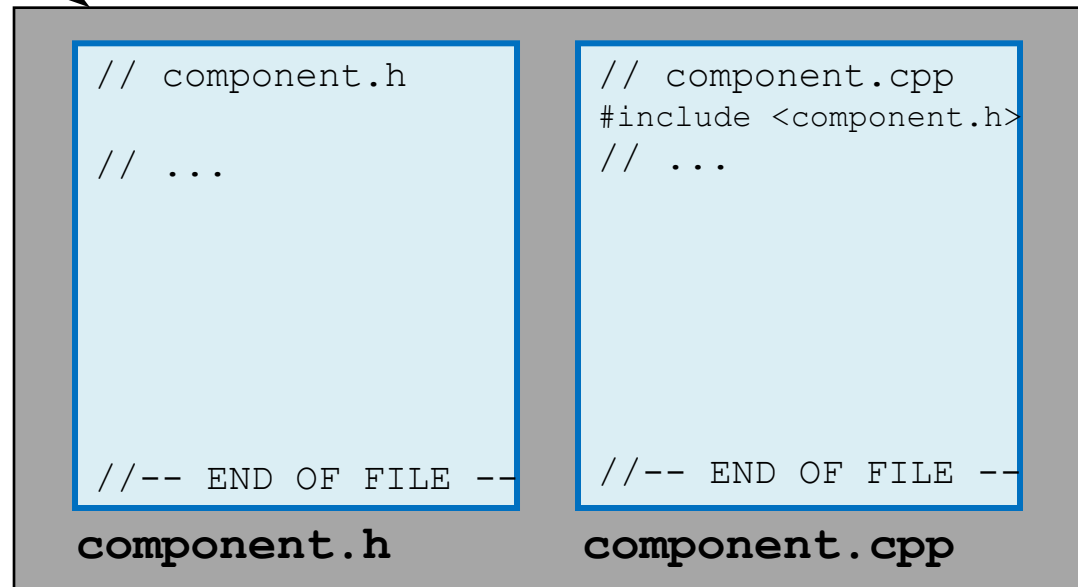 // component.h
// ...
//-- END OF FILE --
component.h
// component.cpp
#include <component.h>
// ...
//-- END OF FILE --
component.cpp